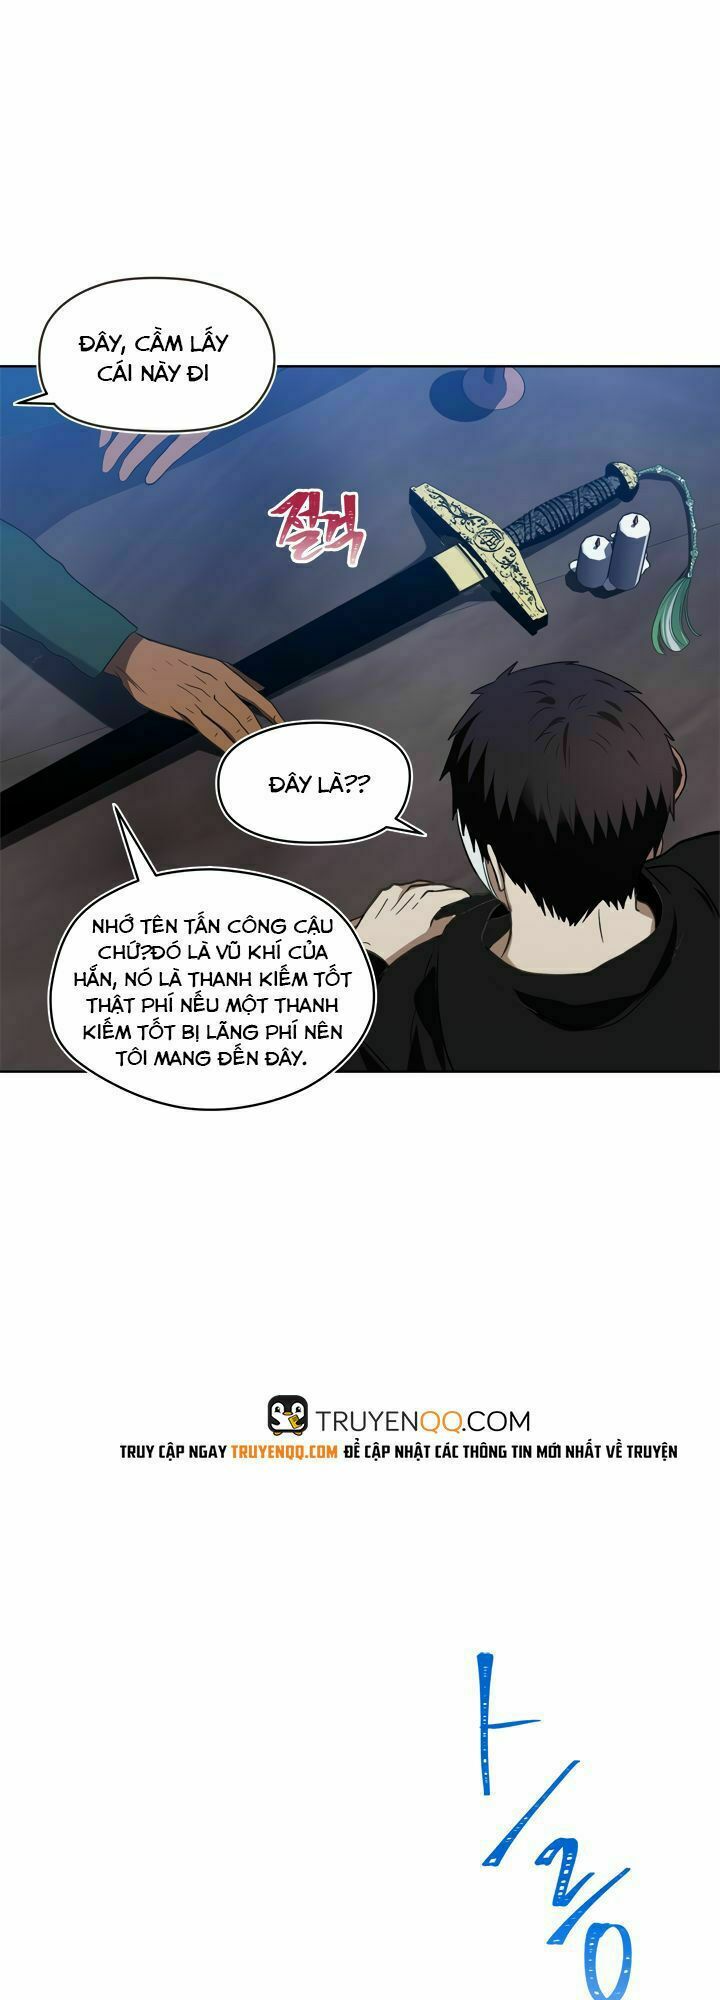 ĐÂY, CẦM LẤY
CÁI NÀY ĐI
절걱
ĐÂY LÀ??
NHỚ TÊN TẤN CÔNG CẬU
CHỨ?ĐÓ LÀ VŨ KHÍ CỦA
HẮN, NÓ LÀ THANH KIẾM TỐT
THẬT PHÍ NẾU MỘT THANH
KIẾM TỐT BỊ LÃNG PHÍ NÊN
TÔI MANG ĐẾN ĐÂY.
TRUYENQQ.COM
TRUY CẬP NGAY TRUYENQQ.COM ĐỂ CẬP NHẬT CÁC THÔNG TIN MỚI NHẤT VỀ TRUYỆN